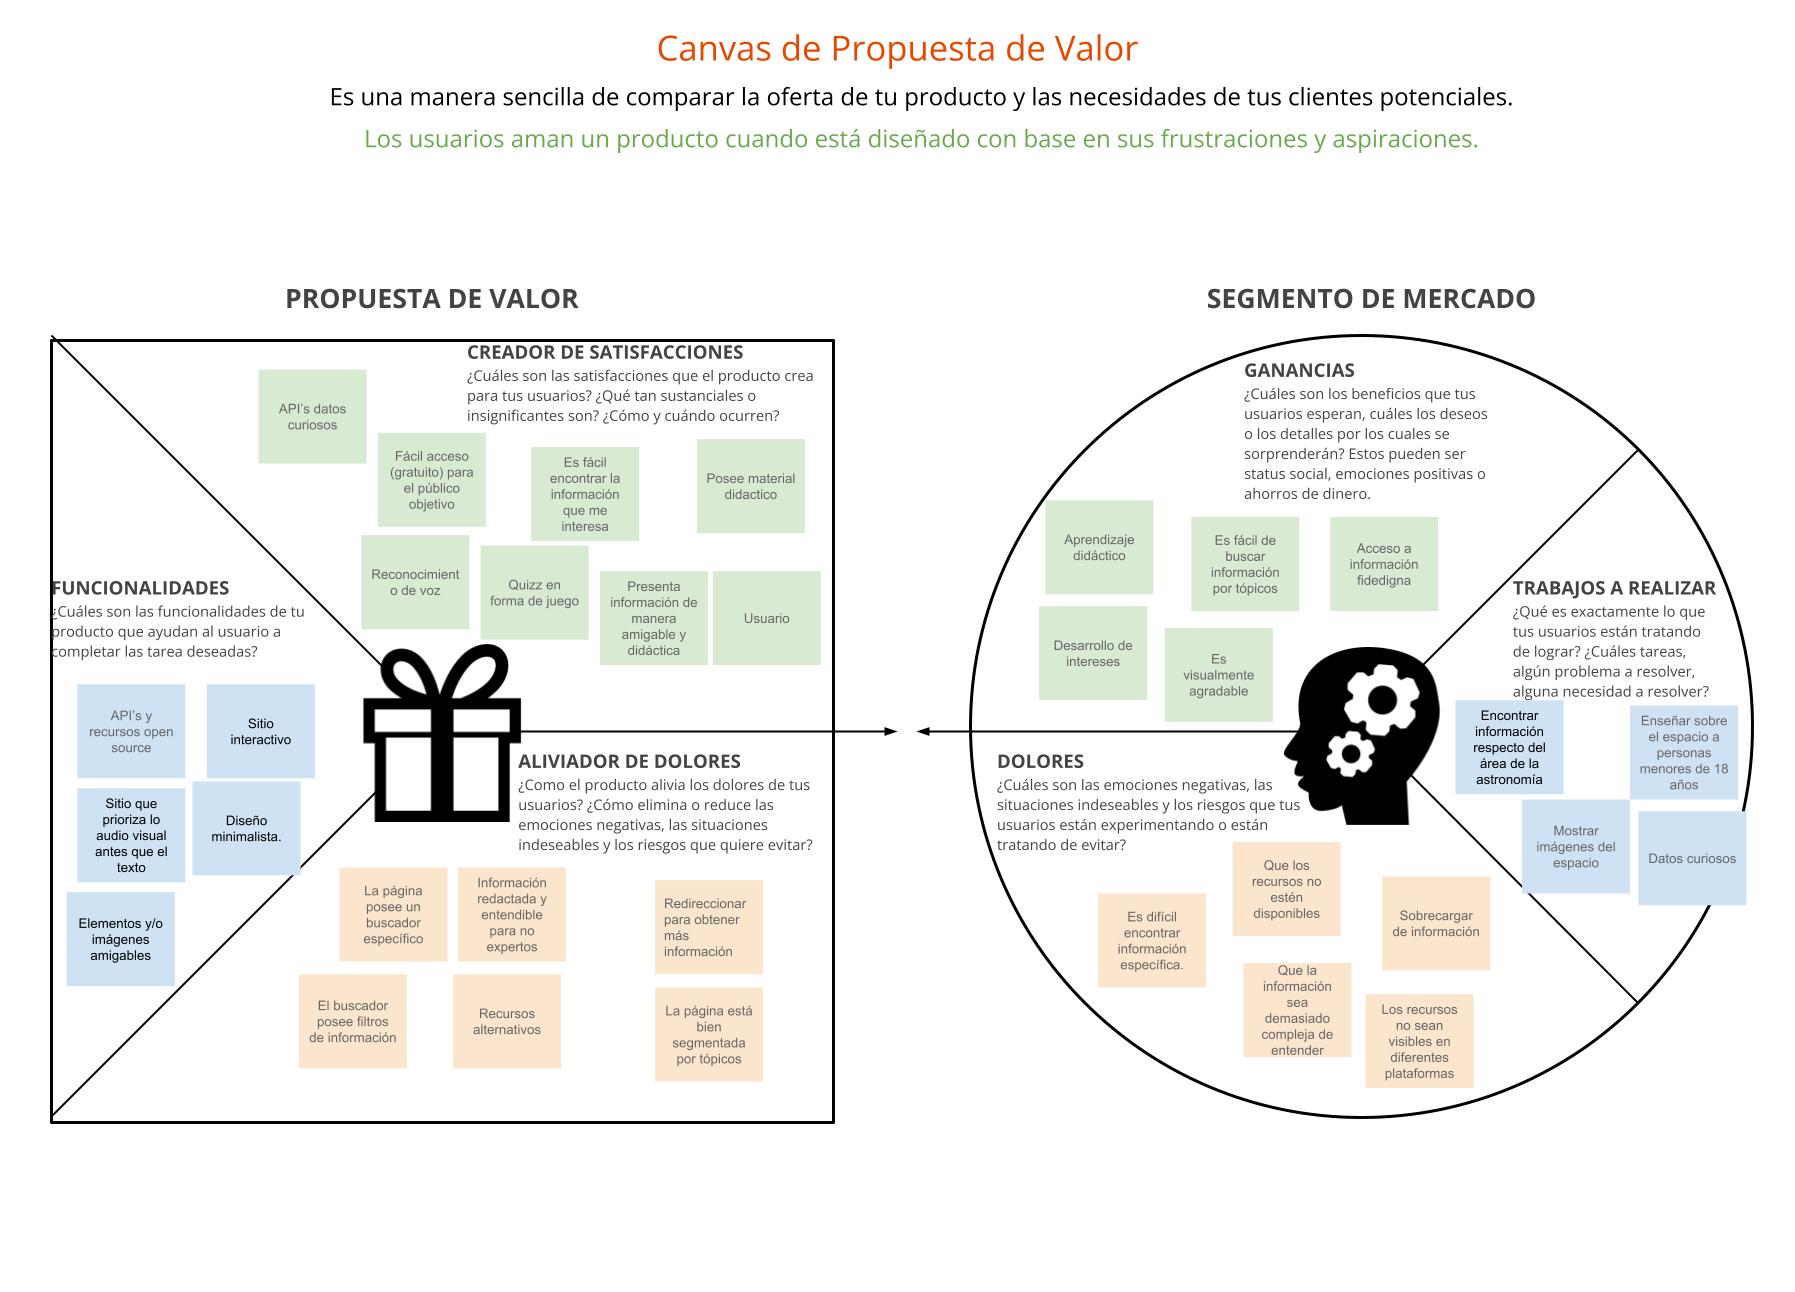 Canvas de Propuesta de Valor
Es una manera sencilla de comparar la oferta de tu producto y las necesidades de tus clientes potenciales.
Los usuarios aman un producto cuando está diseñado con base en sus frustraciones y aspiraciones.
PROPUESTA DE VALOR
CREADOR DE SATISFACCIONES
¿Cuáles son las satisfacciones que el producto crea
para tus usuarios? ¿Qué tan sustanciales o
insignificantes son? ¿Cómo y cuándo ocurren?
API's datos
curiosos
Fácil acceso
(gratuito) para
el público
objetivo
Es fácil
encontrar la
información
que me
interesa
Posee material
didactico
Reconocimient
o de voz
Quizz en
forma de juego
Presenta
información de
manera
amigable y
didáctica
Usuario
FUNCIONALIDADES
¿Cuáles son las funcionalidades de tu
producto que ayudan al usuario a
completar las tarea deseadas?
API's y
recursos open
source
Sitio
interactivo
Sitio que
prioriza lo
audio visual
antes que el
texto
Diseño
minimalista.
Elementos y/o
imágenes
amigables
ALIVIADOR DE DOLORES
¿Como el producto alivia los dolores de tus
usuarios? ¿Cómo elimina o reduce las
emociones negativas, las situaciones
indeseables y los riesgos que quiere evitar?
La página
posee un
buscador
específico
Información
redactada y
entendible
para no
expertos
Redireccionar
para obtener
más
información
El buscador
posee filtros
de información
Recursos
alternativos
La página está
bien
segmentada
por tópicos
SEGMENTO DE MERCADO
GANANCIAS
¿Cuáles son los beneficios que tus
usuarios esperan, cuáles los deseos
o los detalles por los cuales se
sorprenderán? Estos pueden ser
status social, emociones positivas o
ahorros de dinero.
Aprendizaje
didáctico
Es fácil de
buscar
información
por tópicos
Acceso a
información
fidedigna
Desarrollo de
intereses
Es
visualmente
agradable
TRABAJOS A REALIZAR
¿Qué es exactamente lo que
tus usuarios están tratando
de lograr? ¿Cuáles tareas,
algún problema a resolver,
alguna necesidad a resolver?
Encontrar
información
respecto del
área de la
astronomía
Enseñar sobre
el espacio a
personas
menores de 18
años
Mostrar
imágenes del
espacio
Datos curiosos
DOLORES
¿Cuáles son las emociones negativas, las
situaciones indeseables y los riesgos que tus
usuarios están experimentando o están
tratando de evitar?
Que los
recursos no
estén
disponibles
Es difícil
encontrar
información
específica.
Sobrecargar
de información
Que la
información
sea
demasiado
compleja de
entender
Los recursos
no sean
visibles en
diferentes
plataformas